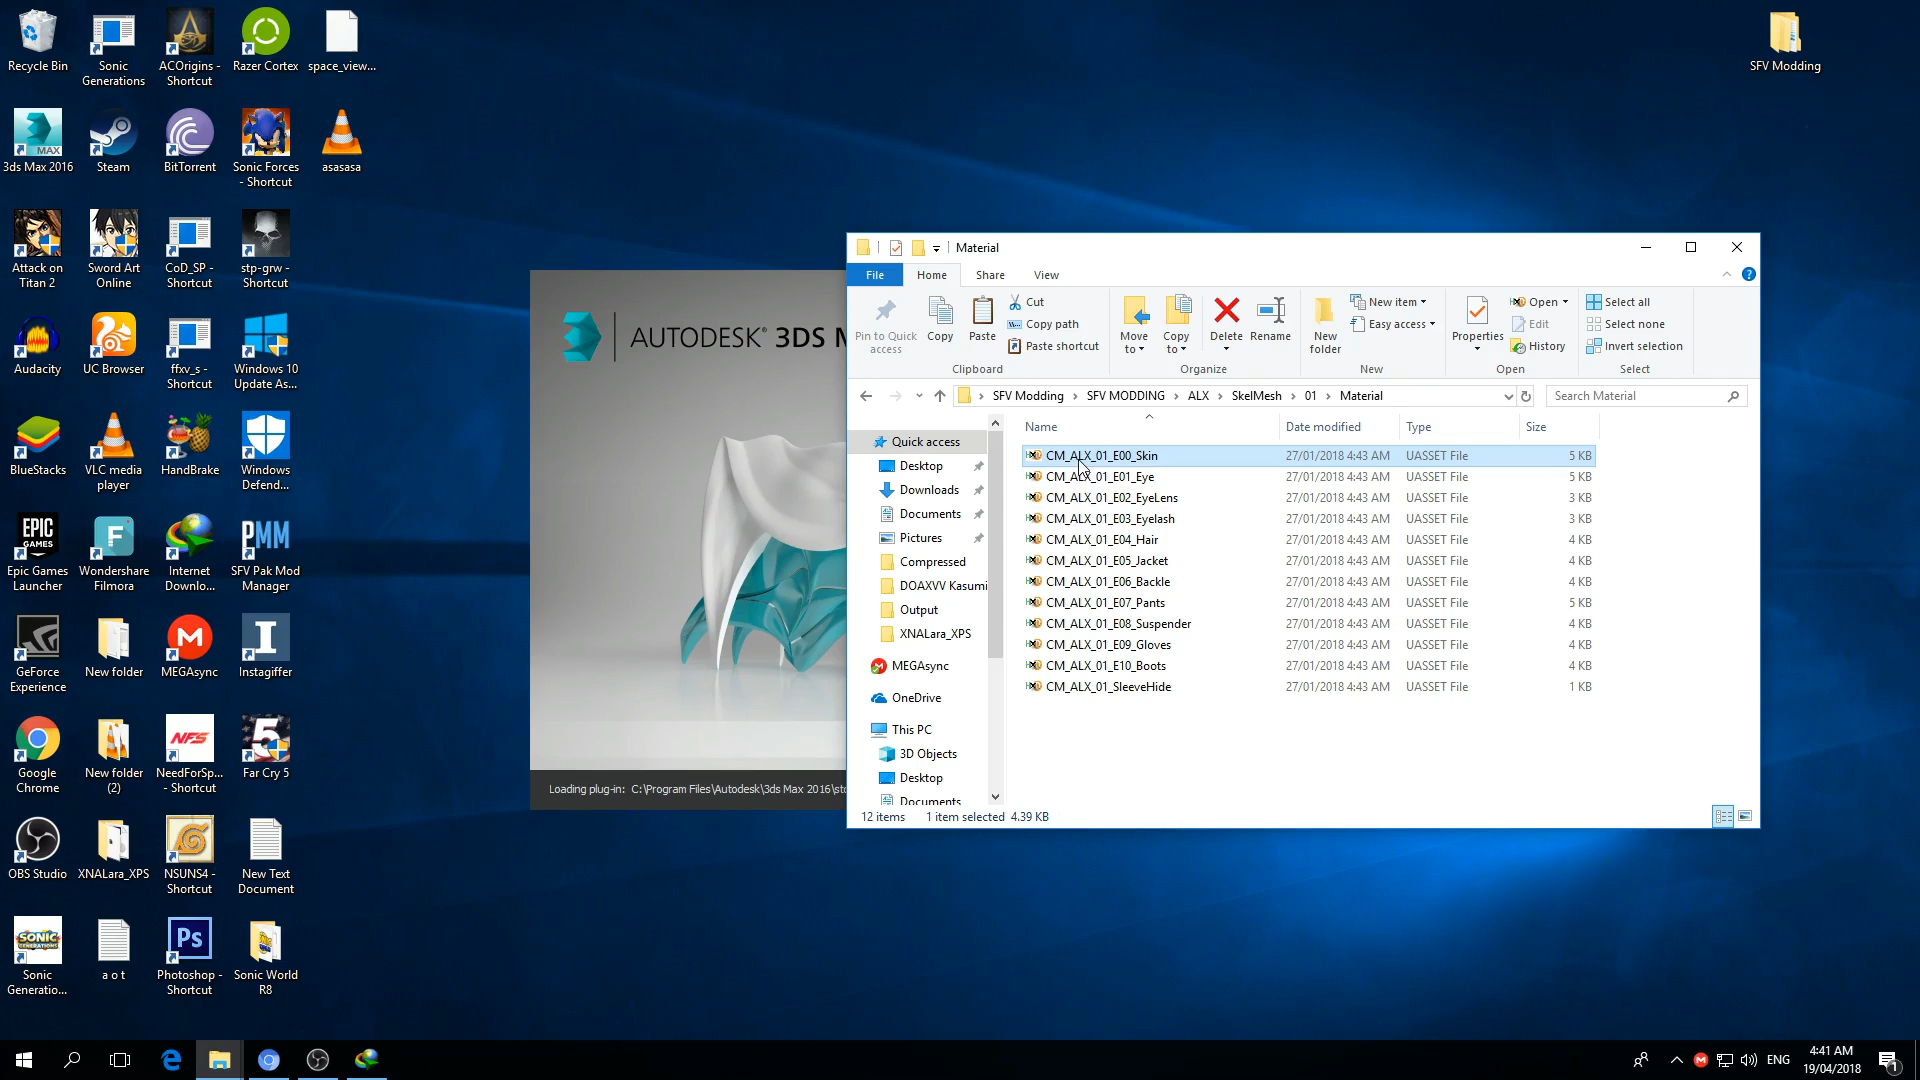 Recycle Bin
Sonic
Generations
ACOrigins -
Shortcut
Razer Cortex
space_view...
SFV Modding
MAX
3ds Max 2016
Steam
BitTorrent
Sonic Forces
- Shortcut
asasasa
Attack on
Titan 2
Sword Art
Online
CoD_SP -
Shortcut
stp-grw -
Shortcut
Audacity
UC Browser
ffxv_s -
Shortcut
Windows 10
Update As...
BlueStacks
VLC media
player
HandBrake
Windows
Defend...
EPIC
GAMES
Epic Games
Launcher
Wondershare
Filmora
Internet
Downlo...
PMM
SFV Pak Mod
Manager
GeForce
Experience
New folder
MEGAsync
Instagiffer
Google
Chrome
New folder
(2)
NFS
NeedForSp...
- Shortcut
5
Far Cry 5
OBS Studio
XNALara_XPS
NSUNS4 -
Shortcut
New Text
Document
SONIC
GENERATIONS
Sonic
Generatio...
a o t
Ps
Photoshop -
Shortcut
Sonic World
R8
AUTODESK® 3DS M
Loading plug-in: C:\Program Files\Autodesk\3ds Max 2016\std
Material
File
Home
Share
View
Pin to Quick
access
Copy
Paste
Cut
Copy path
Paste shortcut
Clipboard
Move
to
Copy
to
Delete
Rename
Organize
New
folder
New item
Easy access
New
Properties
Open
Edit
History
Open
Select all
Select none
Invert selection
Select
SFV Modding > SFV MODDING > ALX > SkelMesh > 01 > Material
Search Material
Name
Date modified
Type
Size
Quick access
Desktop
Downloads
Documents
Pictures
Compressed
DOAXVV Kasumi
Output
XNALara_XPS
MEGAsync
OneDrive
This PC
3D Objects
Desktop
Documents
CM_ALX_01_E00_Skin 27/01/2018 4:43 AM UASSET File 5 KB
CM_ALX_01_E01_Eye 27/01/2018 4:43 AM UASSET File 5 KB
CM_ALX_01_E02_EyeLens 27/01/2018 4:43 AM UASSET File 3 KB
CM_ALX_01_E03_Eyelash 27/01/2018 4:43 AM UASSET File 3 KB
CM_ALX_01_E04_Hair 27/01/2018 4:43 AM UASSET File 4 KB
CM_ALX_01_E05_Jacket 27/01/2018 4:43 AM UASSET File 4 KB
CM_ALX_01_E06_Backle 27/01/2018 4:43 AM UASSET File 4 KB
CM_ALX_01_E07_Pants 27/01/2018 4:43 AM UASSET File 5 KB
CM_ALX_01_E08_Suspender 27/01/2018 4:43 AM UASSET File 4 KB
CM_ALX_01_E09_Gloves 27/01/2018 4:43 AM UASSET File 4 KB
CM_ALX_01_E10_Boots 27/01/2018 4:43 AM UASSET File 4 KB
CM_ALX_01_SleeveHide 27/01/2018 4:43 AM UASSET File 1 KB
12 items
1 item selected 4.39 KB
ENG
4:41 AM
19/04/2018
1